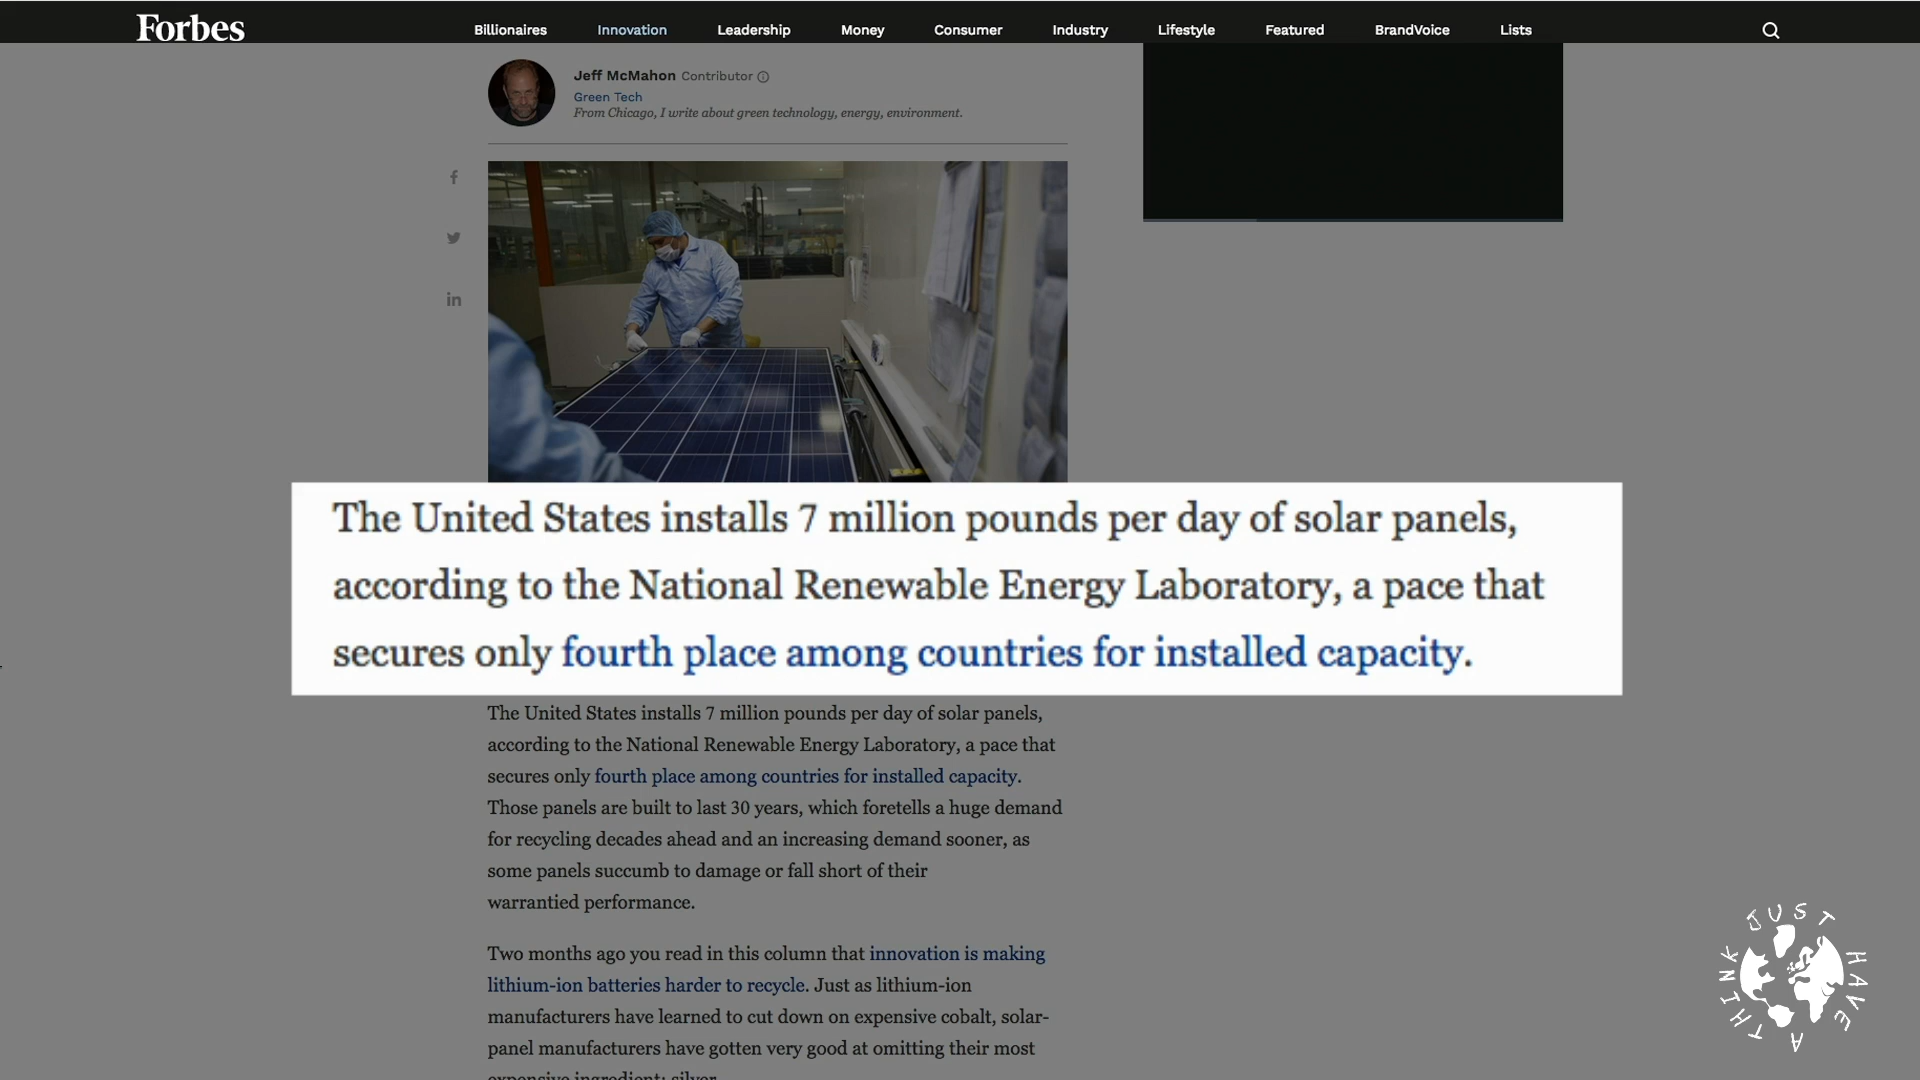 Forbes
Billionaires Innovation Leadership Money Consumer Industry Lifestyle Featured BrandVoice Lists
Jeff McMahon Contributor
Green Tech
From Chicago, I write about green technology, energy, environment.
The United States installs 7 million pounds per day of solar panels,
according to the National Renewable Energy Laboratory, a pace that
secures only fourth place among countries for installed capacity.
The United States installs 7 million pounds per day of solar panels,
according to the National Renewable Energy Laboratory, a pace that
secures only fourth place among countries for installed capacity.
Those panels are built to last 30 years, which foretells a huge demand
for recycling decades ahead and an increasing demand sooner, as
some panels succumb to damage or fall short of their
warrantied performance.
Two months ago you read in this column that innovation is making
lithium-ion batteries harder to recycle. Just as lithium-ion
manufacturers have learned to cut down on expensive cobalt, solar-
panel manufacturers have gotten very good at omitting their most
expensive ingredient: silver.
JUST HAVE A THINK